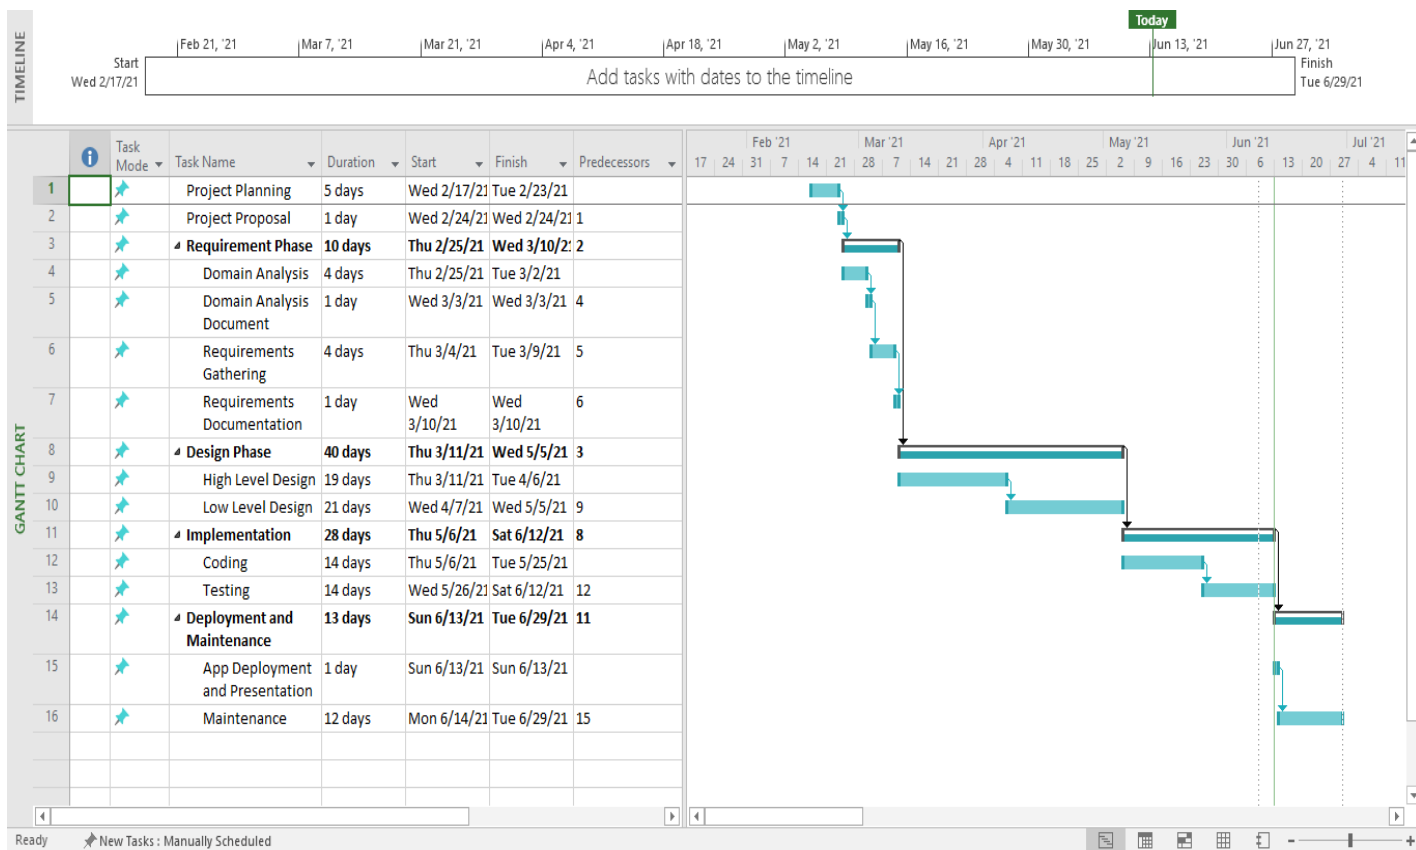 TIMELINE
Today
Feb 21, '21 Mar 7, '21 Mar 21, '21 Apr 4, '21 Apr 18, '21 May 2, '21 May 16, '21 May 30, '21 Jun 13, '21 Jun 27, '21
Start
Wed 2/17/21
Add tasks with dates to the timeline
Finish
Tue 6/29/21
GANTT CHART
Task Mode Task Name Duration Start Finish Predecessors
Feb '21 Mar '21 Apr '21 May '21 Jun '21 Jul '21
17 24 31 7 14 21 28 7 14 21 28 4 11 18 25 2 9 16 23 30 6 13 20 27 4 11
1 Project Planning 5 days Wed 2/17/21 Tue 2/23/21
2 Project Proposal 1 day Wed 2/24/21 Wed 2/24/21 1
3 Requirement Phase 10 days Thu 2/25/21 Wed 3/10/21 2
4 Domain Analysis 4 days Thu 2/25/21 Tue 3/2/21
5 Domain Analysis 1 day Wed 3/3/21 Wed 3/3/21 4
Document
6 Requirements 4 days Thu 3/4/21 Tue 3/9/21 5
Gathering
7 Requirements 1 day Wed Wed 6
Documentation 3/10/21 3/10/21
8 Design Phase 40 days Thu 3/11/21 Wed 5/5/21 3
9 High Level Design 19 days Thu 3/11/21 Tue 4/6/21
10 Low Level Design 21 days Wed 4/7/21 Wed 5/5/21 9
11 Implementation 28 days Thu 5/6/21 Sat 6/12/21 8
12 Coding 14 days Thu 5/6/21 Tue 5/25/21
13 Testing 14 days Wed 5/26/21 Sat 6/12/21 12
14 Deployment and 13 days Sun 6/13/21 Tue 6/29/21 11
Maintenance
15 App Deployment 1 day Sun 6/13/21 Sun 6/13/21
and Presentation
16 Maintenance 12 days Mon 6/14/21 Tue 6/29/21 15
Ready New Tasks : Manually Scheduled